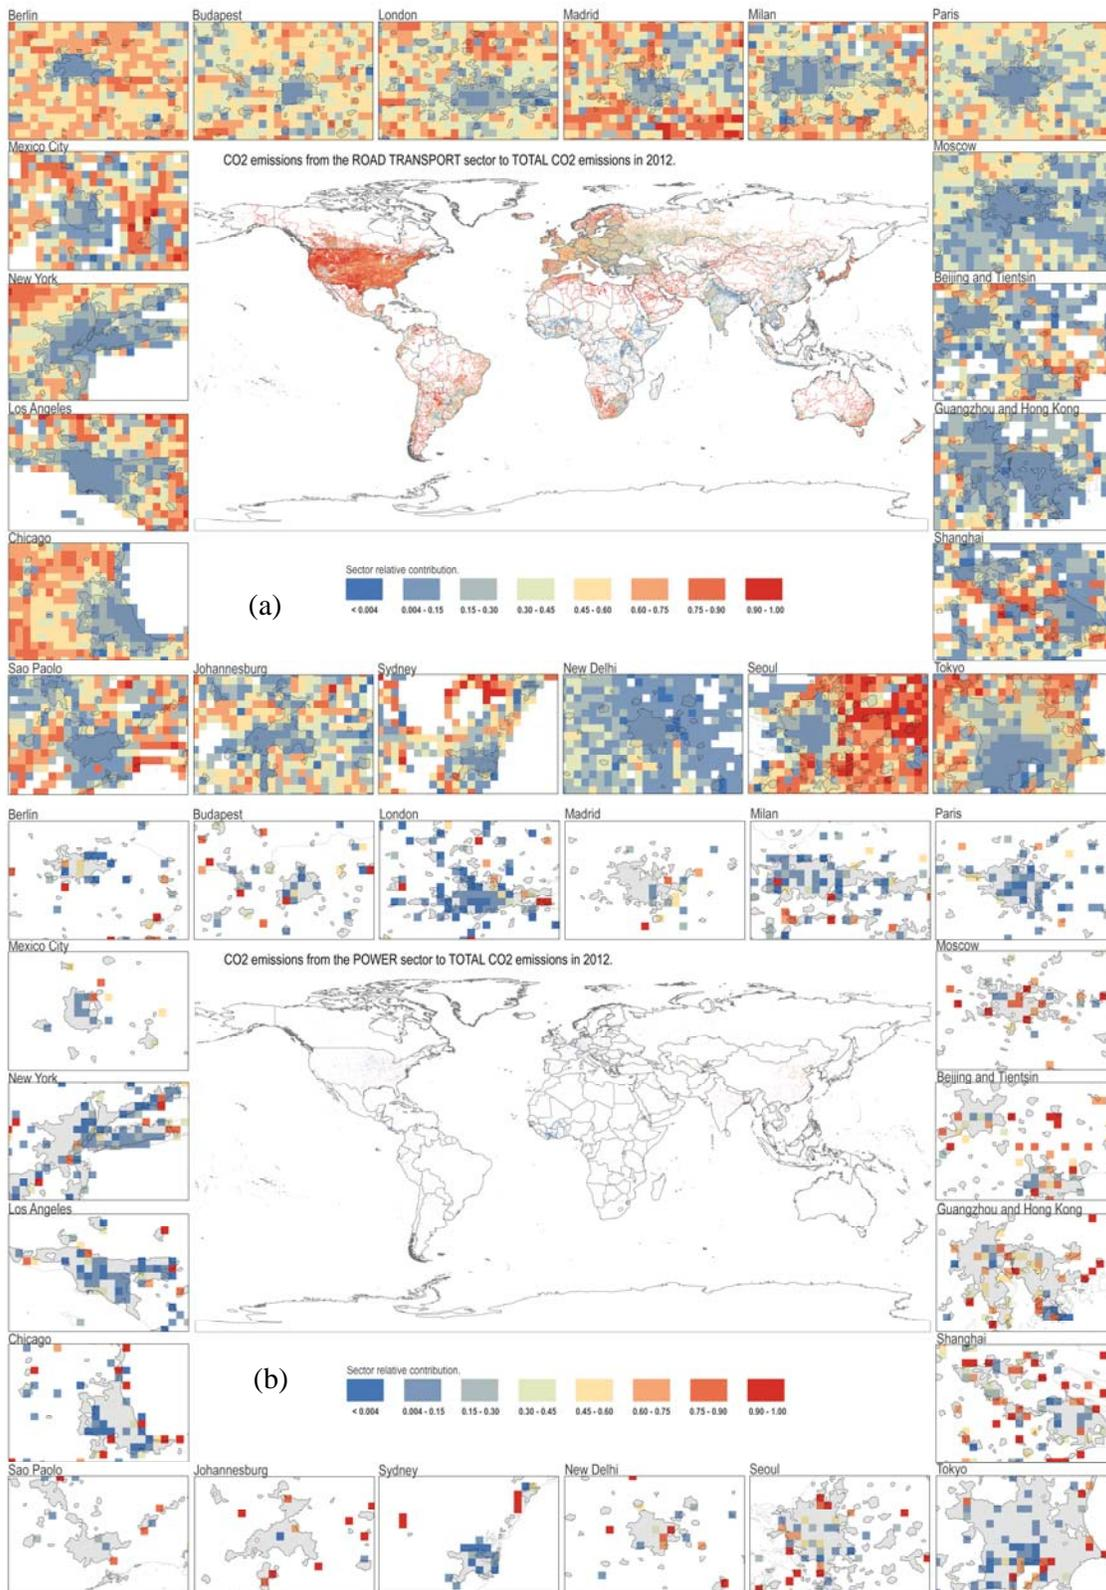 Berlin Budapest London Madrid Milan Paris
Mexico City
CO2 emissions from the ROAD TRANSPORT sector to TOTAL CO2 emissions in 2012.
Moscow
New York
Beijing and Tientsin
Los Angeles
Guangzhou and Hong Kong
Chicago
Shanghai
Sector relative contribution.
(a)
< 0.004 0.004 - 0.15 0.15 - 0.30 0.30 - 0.45 0.45 - 0.60 0.60 - 0.75 0.75 - 0.90 0.90 - 1.00
Sao Paolo Johannesburg Sydney New Delhi Seoul Tokyo
Berlin Budapest London Madrid Milan Paris
Mexico City
CO2 emissions from the POWER sector to TOTAL CO2 emissions in 2012.
Moscow
New York
Beijing and Tientsin
Los Angeles
Guangzhou and Hong Kong
Chicago
Shanghai
Sector relative contribution.
(b)
< 0.004 0.004 - 0.15 0.15 - 0.30 0.30 - 0.45 0.45 - 0.60 0.60 - 0.75 0.75 - 0.90 0.90 - 1.00
Sao Paolo Johannesburg Sydney New Delhi Seoul Tokyo